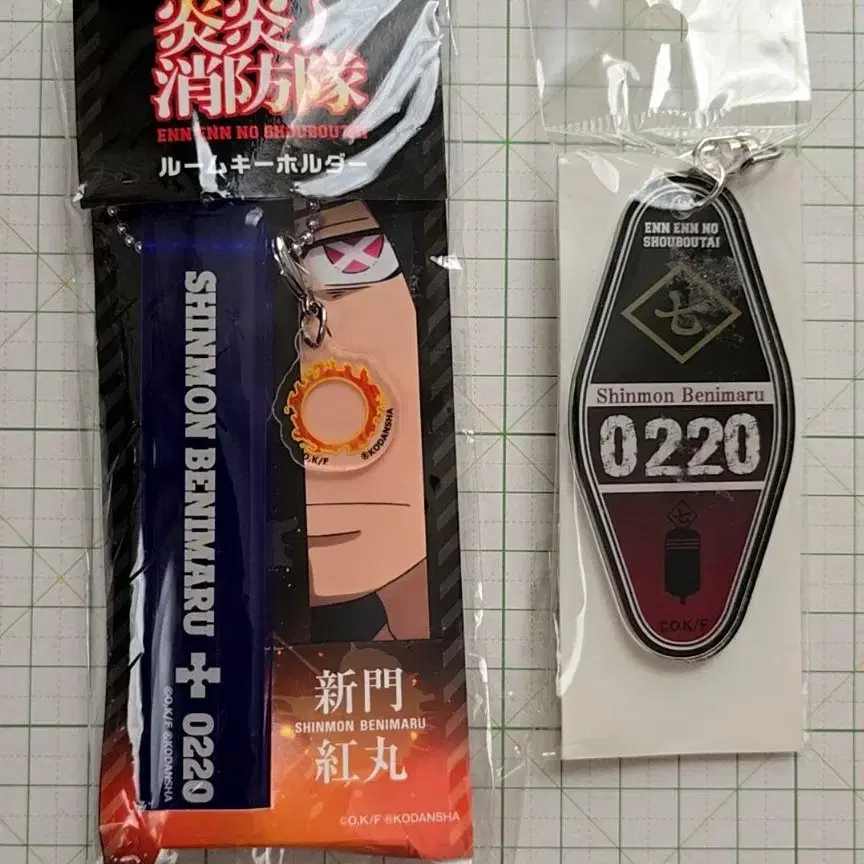 炎炎ノ
消防隊
ENN ENN NO SHOUBOUTAI
ルームキーホルダー
SHINMON BENIMARU 0220
©O.K/F ®KODANSHA
©O.K/F ®KODANSHA
新門
SHINMON BENIMARU
紅丸
©O.K/F ®KODANSHA
ENN ENN NO
SHOUBOUTAI
七
Shinmon Benimaru
0220
七
©O.K/F